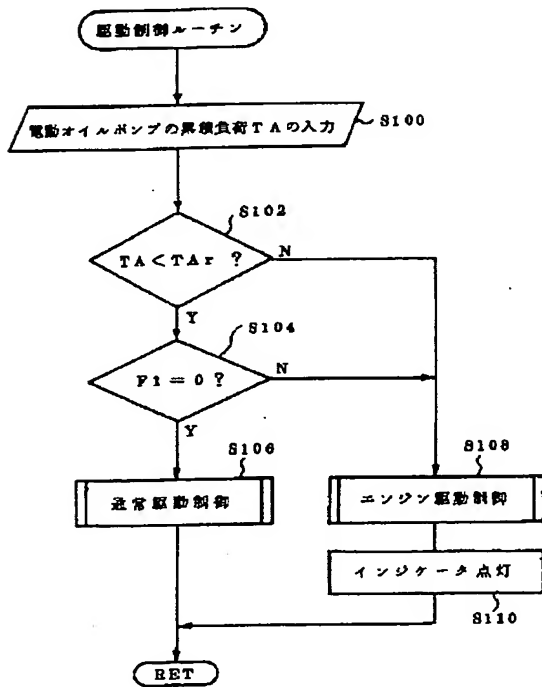 駆動制御ルーチン
電動オイルポンプの累積負荷TAの入力
S100
S102
TA<TAr ?
N
Y
S104
F1=0?
N
Y
S106
S108
通常駆動制御
エンジン駆動制御
インジケータ点灯
S110
RET